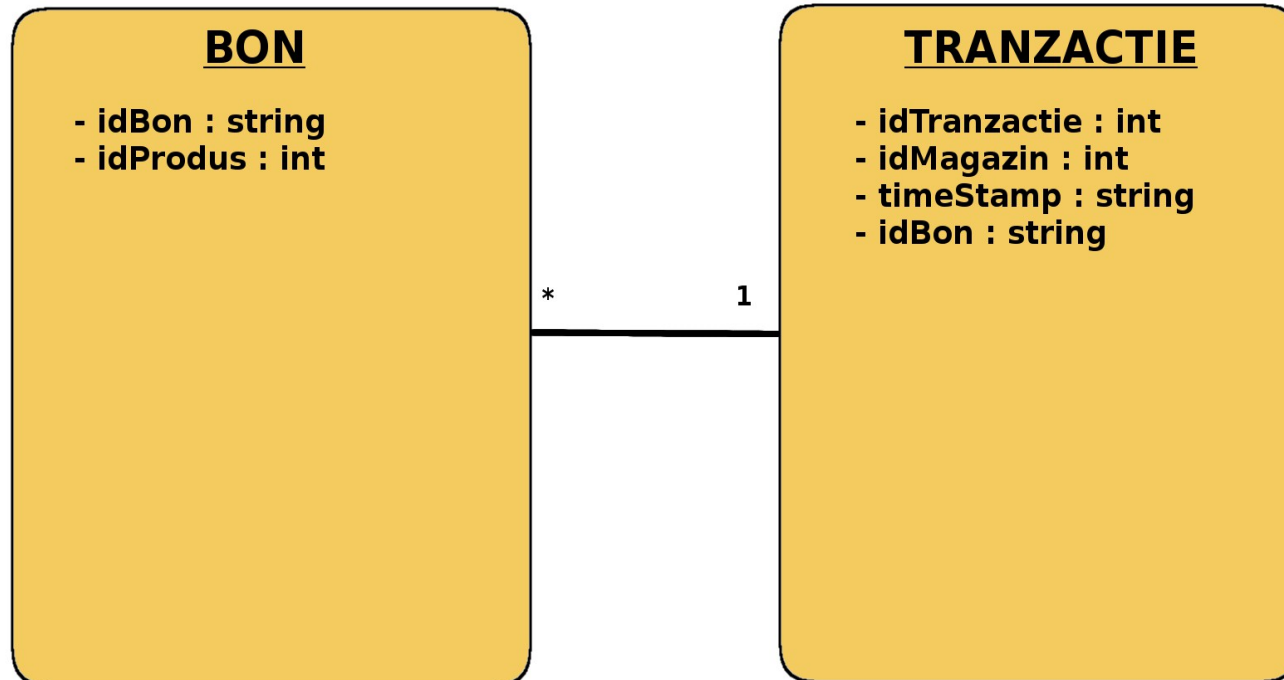 BON
- idBon : string
- idProdus : int
TRANZACTIE
- idTranzactie : int
- idMagazin : int
- timeStamp : string
- idBon : string
* 1